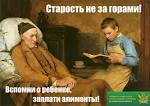 Старость не за горами!
Вспомни о ребенке,
заплати алименты!